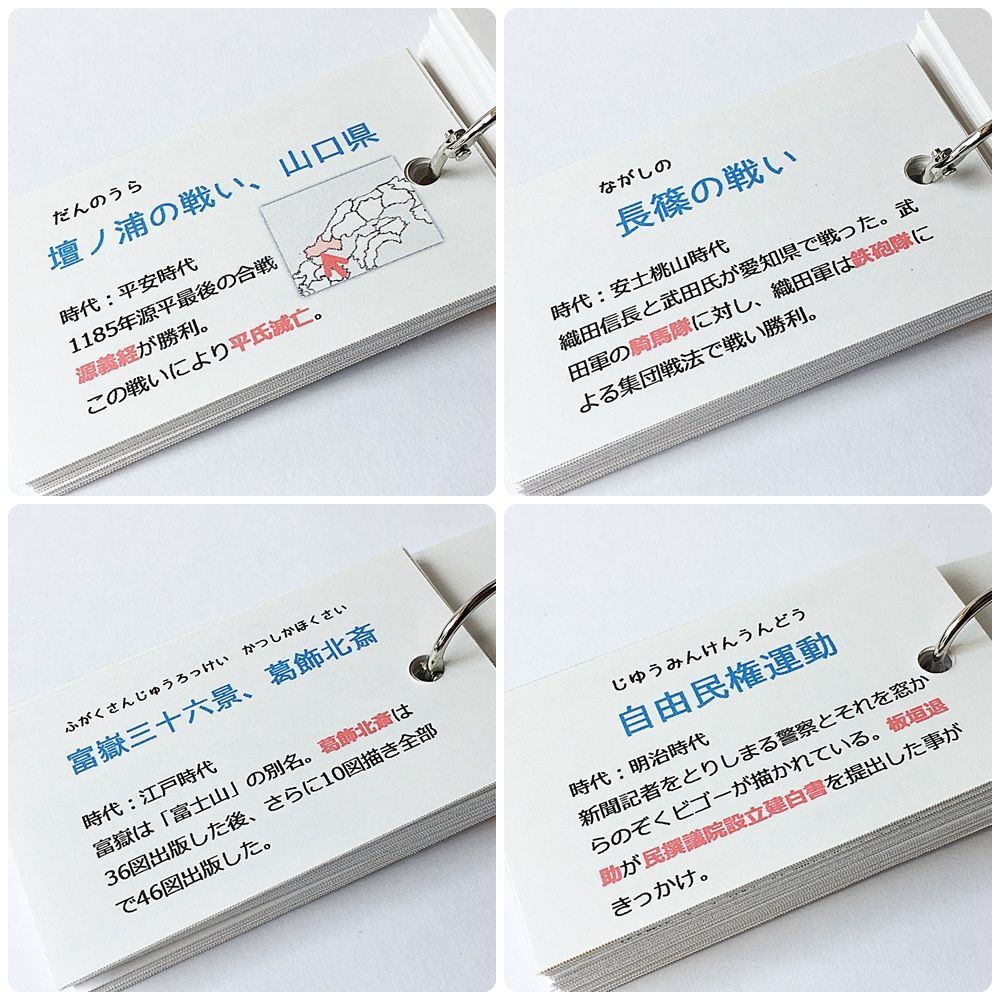 だんのうら
壇ノ浦の戦い、山口県
時代：平安時代
1185年源平最後の合戦
源義経が勝利。
この戦いにより平氏滅亡。
ながしの
長篠の戦い
時代：安土桃山時代
織田信長と武田氏が愛知県で戦った。武
田軍の騎馬隊に対し、織田軍は鉄砲隊に
よる集団戦法で戦い勝利。
ふがくさんじゅうろっけい　かつしかほくさい
富嶽三十六景、葛飾北斎
時代：江戸時代
富嶽は「富士山」の別名。葛飾北斎は
36図出版した後、さらに10図描き全部
で46図出版した。
じゆうみんけんうんどう
自由民権運動
時代：明治時代
新聞記者をとりしまる警察とそれを窓か
らのぞくビゴーが描かれている。板垣退
助が民撰議院設立建白書を提出した事が
きっかけ。